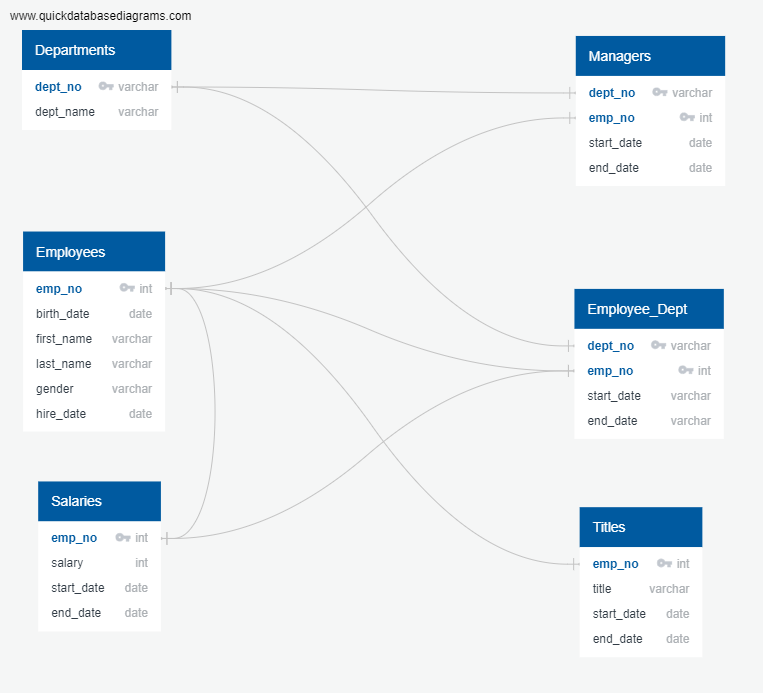 www.quickdatabasediagrams.com
Departments
dept_no varchar
dept_name varchar
Managers
dept_no varchar
emp_no int
start_date date
end_date date
Employees
emp_no int
birth_date date
first_name varchar
last_name varchar
gender varchar
hire_date date
Employee_Dept
dept_no varchar
emp_no int
start_date varchar
end_date varchar
Salaries
emp_no int
salary int
start_date date
end_date date
Titles
emp_no int
title varchar
start_date date
end_date date